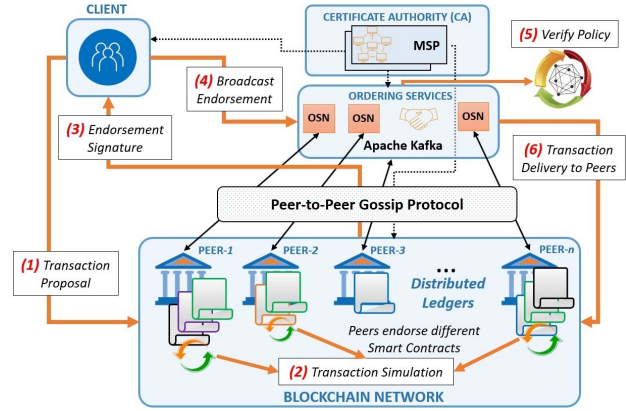 CLIENT
CERTIFICATE AUTHORITY (CA)
MSP
(5) Verify Policy
(4) Broadcast
Endorsement
ORDERING SERVICES
OSN
OSN
OSN
Apache Kafka
(3) Endorsement
Signature
(6) Transaction
Delivery to Peers
Peer-to-Peer Gossip Protocol
(1) Transaction
Proposal
PEER-1
PEER-2
PEER-3
PEER-n
...
Distributed
Ledgers
Peers endorse different
Smart Contracts
(2) Transaction Simulation
BLOCKCHAIN NETWORK